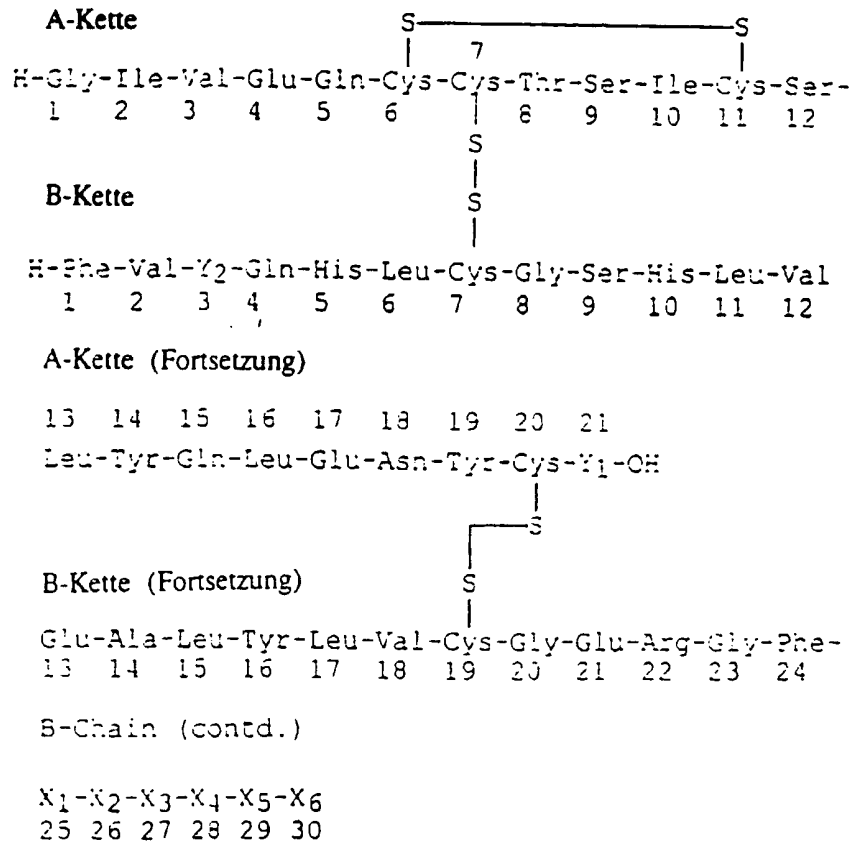 A-Kette
S S
7
H-Gly-Ile-Val-Glu-Gln-Cys-Cys-Thr-Ser-Ile-Cys-Ser-
1 2 3 4 5 6 8 9 10 11 12
S
S
B-Kette
H-Phe-Val-Y2-Gln-His-Leu-Cys-Gly-Ser-His-Leu-Val
1 2 3 4 5 6 7 8 9 10 11 12
A-Kette (Fortsetzung)
13 14 15 16 17 18 19 20 21
Leu-Tyr-Gln-Leu-Glu-Asn-Tyr-Cys-Y1-OH
S
B-Kette (Fortsetzung)
S
Glu-Ala-Leu-Tyr-Leu-Val-Cys-Gly-Glu-Arg-Gly-Phe-
13 14 15 16 17 18 19 20 21 22 23 24
B-Chain (contd.)
X1-X2-X3-X4-X5-X6
25 26 27 28 29 30